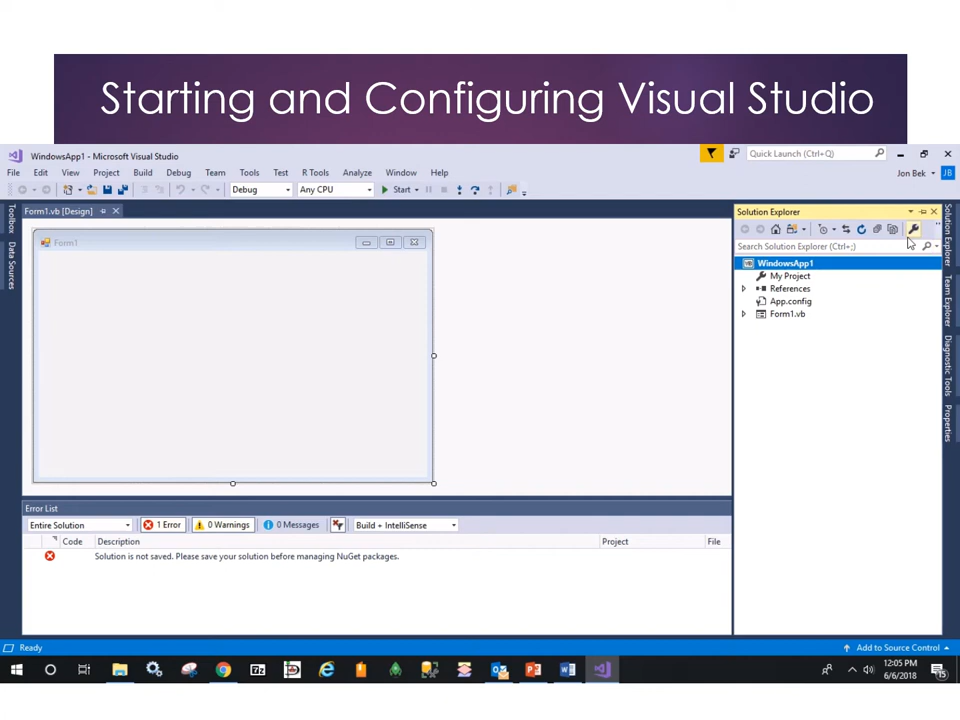 Starting and Configuring Visual Studio
WindowsApp1 - Microsoft Visual Studio
Quick Launch (Ctrl+Q)
File Edit View Project Build Debug Team Tools Test R Tools Analyze Window Help
Jon Bek
JB
Debug Any CPU Start
Form1.vb [Design]
Toolbox
Data Sources
Form1
Solution Explorer
Search Solution Explorer (Ctrl+;)
WindowsApp1
My Project
References
App.config
Form1.vb
Solution Explorer
Team Explorer
Diagnostic Tools
Properties
Error List
Entire Solution 1 Error 0 Warnings 0 Messages Build + IntelliSense
Code Description Project File
Solution is not saved. Please save your solution before managing NuGet packages.
Ready
Add to Source Control
7z
12:05 PM
6/6/2018
15